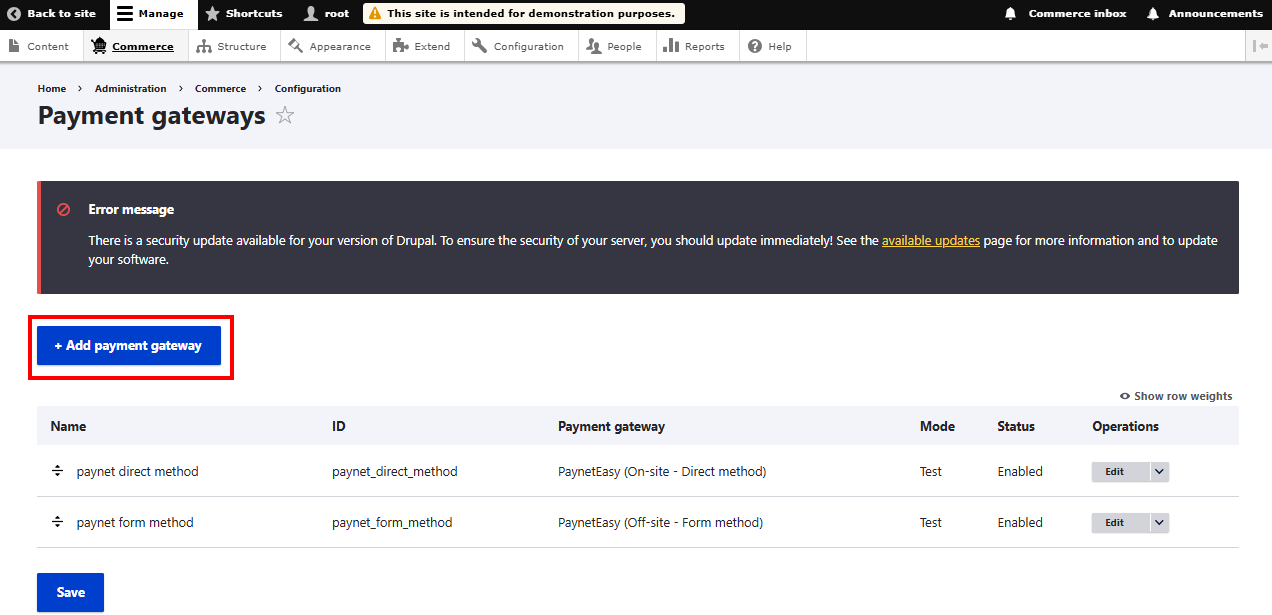 Back to site Manage Shortcuts root This site is intended for demonstration purposes. Commerce inbox Announcements
Content Commerce Structure Appearance Extend Configuration People Reports Help
Home › Administration › Commerce › Configuration
Payment gateways
Error message
There is a security update available for your version of Drupal. To ensure the security of your server, you should update immediately! See the available updates page for more information and to update
your software.
+ Add payment gateway
Show row weights
Name ID Payment gateway Mode Status Operations
paynet direct method paynet_direct_method PaynetEasy (On-site - Direct method) Test Enabled Edit
paynet form method paynet_form_method PaynetEasy (Off-site - Form method) Test Enabled Edit
Save